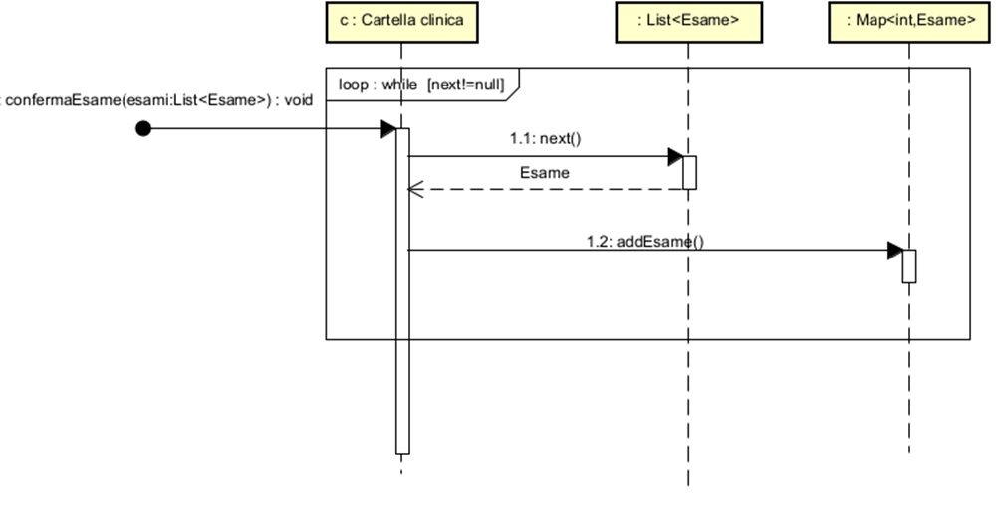 c : Cartella clinica
: List<Esame>
: Map<int,Esame>
loop : while [next!=null]
: confermaEsame(esami:List<Esame>) : void
1.1: next()
Esame
1.2: addEsame()